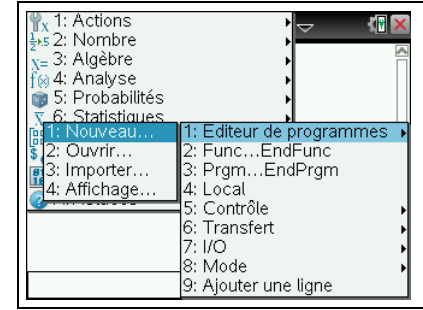 1: Actions
2: Nombre
3: Algèbre
4: Analyse
5: Probabilités
6: Statistiques
1: Nouveau...
2: Ouvrir...
3: Importer...
4: Affichage...
1: Editeur de programmes
2: Func...EndFunc
3: Prgm...EndPrgm
4: Local
5: Contrôle
6: Transfert
7: I/O
8: Mode
9: Ajouter une ligne